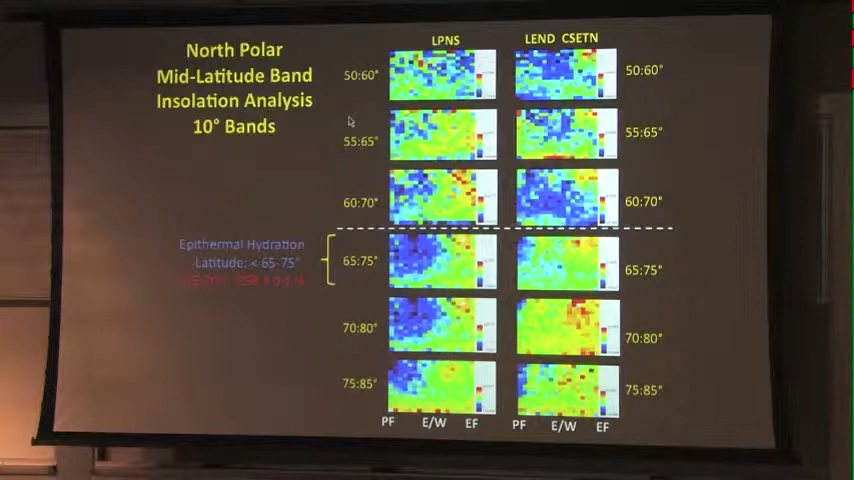 North Polar
Mid-Latitude Band
Insolation Analysis
10° Bands
LPNS
LEND CSETN
50:60°
50:60°
55:65°
55:65°
60:70°
60:70°
Epithermal Hydration
Latitude: < 65-75°
65:75°
65:75°
70:80°
70:80°
75:85°
75:85°
PF E/W EF
PF E/W EF